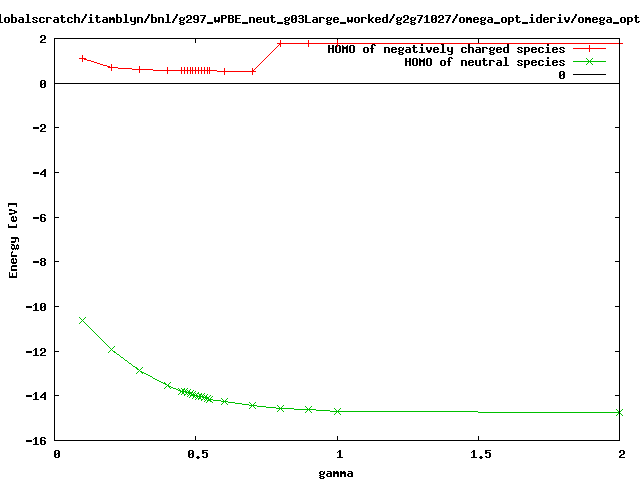 lobalscratch/itamblyn/bnl/g297_wPBE_neut_g03Large_worked/g2g71027/omega_opt_ideriv/omega_opt
HOMO of negatively charged species
HOMO of neutral species
0
2
0
-2
-4
-6
-8
-10
-12
-14
-16
Energy [eV]
0 0.5 1 1.5 2
gamma